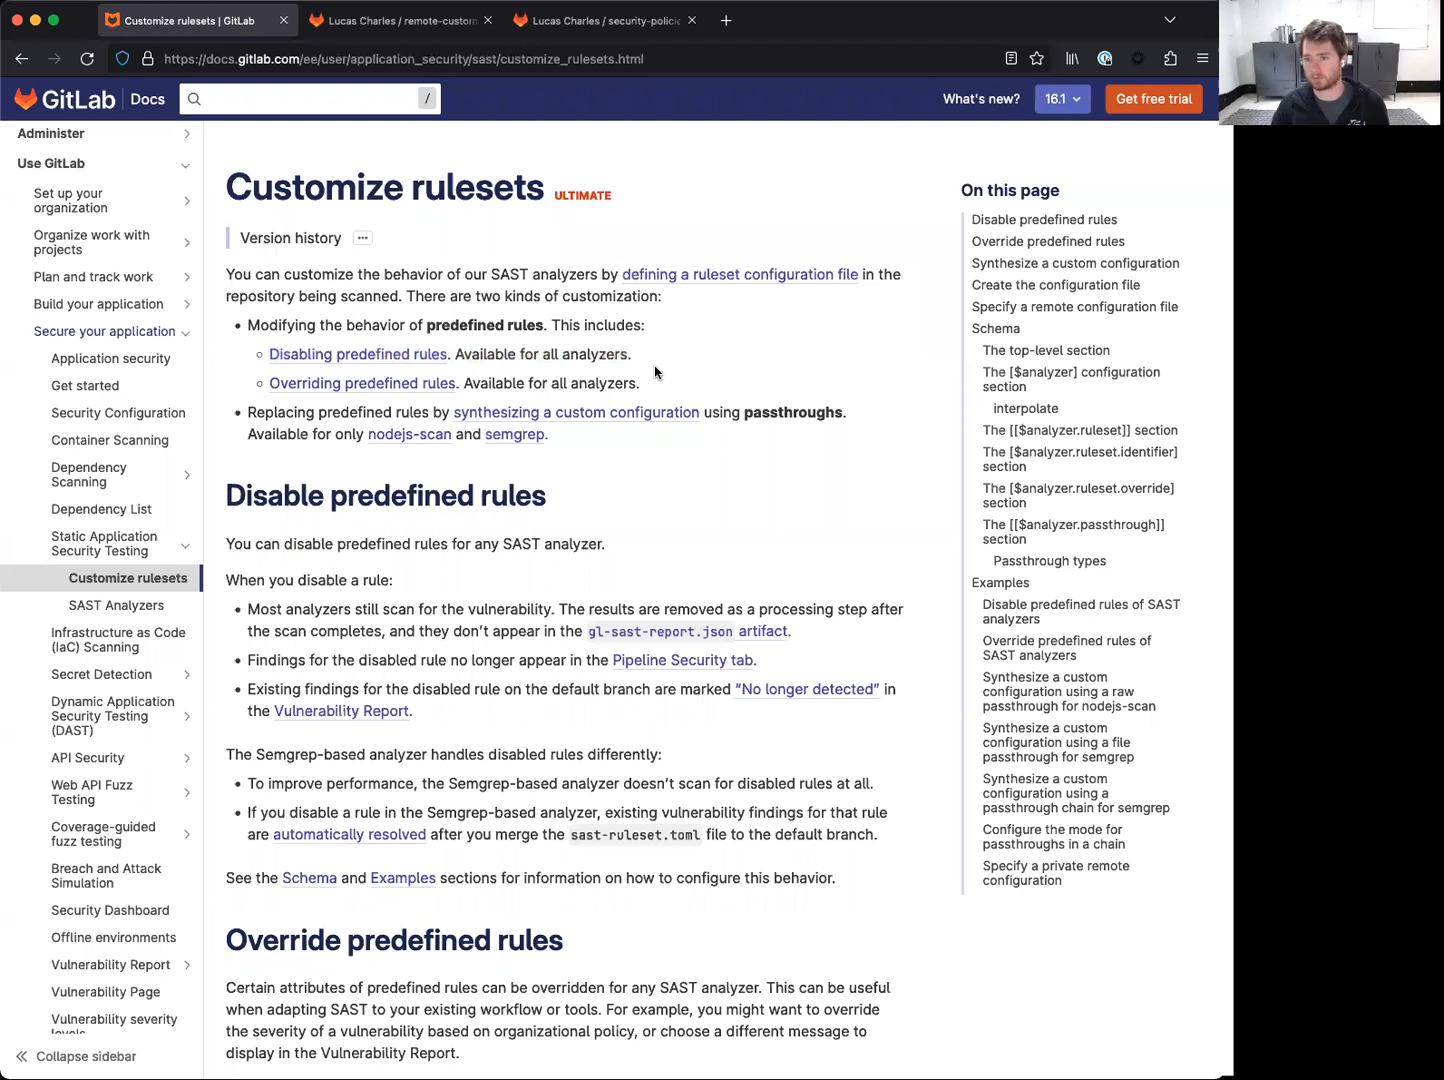 Customize rulesets | GitLab
Lucas Charles / remote-custom
Lucas Charles / security-polici
https://docs.gitlab.com/ee/user/application_security/sast/customize_rulesets.html
GitLab Docs
/
What's new?
16.1
Get free trial
Administer
Use GitLab
Set up your
organization
Organize work with
projects
Plan and track work
Build your application
Secure your application
Application security
Get started
Security Configuration
Container Scanning
Dependency
Scanning
Dependency List
Static Application
Security Testing
Customize rulesets
SAST Analyzers
Infrastructure as Code
(IaC) Scanning
Secret Detection
Dynamic Application
Security Testing
(DAST)
API Security
Web API Fuzz
Testing
Coverage-guided
fuzz testing
Breach and Attack
Simulation
Security Dashboard
Offline environments
Vulnerability Report
Vulnerability Page
Vulnerability severity
levels
Collapse sidebar
Customize rulesets ULTIMATE
Version history
You can customize the behavior of our SAST analyzers by defining a ruleset configuration file in the
repository being scanned. There are two kinds of customization:
• Modifying the behavior of predefined rules. This includes:
◦ Disabling predefined rules. Available for all analyzers.
◦ Overriding predefined rules. Available for all analyzers.
• Replacing predefined rules by synthesizing a custom configuration using passthroughs.
Available for only nodejs-scan and semgrep.
Disable predefined rules
You can disable predefined rules for any SAST analyzer.
When you disable a rule:
• Most analyzers still scan for the vulnerability. The results are removed as a processing step after
the scan completes, and they don't appear in the gl-sast-report.json artifact.
• Findings for the disabled rule no longer appear in the Pipeline Security tab.
• Existing findings for the disabled rule on the default branch are marked "No longer detected" in
the Vulnerability Report.
The Semgrep-based analyzer handles disabled rules differently:
• To improve performance, the Semgrep-based analyzer doesn't scan for disabled rules at all.
• If you disable a rule in the Semgrep-based analyzer, existing vulnerability findings for that rule
are automatically resolved after you merge the sast-ruleset.toml file to the default branch.
See the Schema and Examples sections for information on how to configure this behavior.
Override predefined rules
Certain attributes of predefined rules can be overridden for any SAST analyzer. This can be useful
when adapting SAST to your existing workflow or tools. For example, you might want to override
the severity of a vulnerability based on organizational policy, or choose a different message to
display in the Vulnerability Report.
On this page
Disable predefined rules
Override predefined rules
Synthesize a custom configuration
Create the configuration file
Specify a remote configuration file
Schema
The top-level section
The [$analyzer] configuration
section
interpolate
The [[$analyzer.ruleset]] section
The [$analyzer.ruleset.identifier]
section
The [$analyzer.ruleset.override]
section
The [[$analyzer.passthrough]]
section
Passthrough types
Examples
Disable predefined rules of SAST
analyzers
Override predefined rules of
SAST analyzers
Synthesize a custom
configuration using a raw
passthrough for nodejs-scan
Synthesize a custom
configuration using a file
passthrough for semgrep
Synthesize a custom
configuration using a
passthrough chain for semgrep
Configure the mode for
passthroughs in a chain
Specify a private remote
configuration